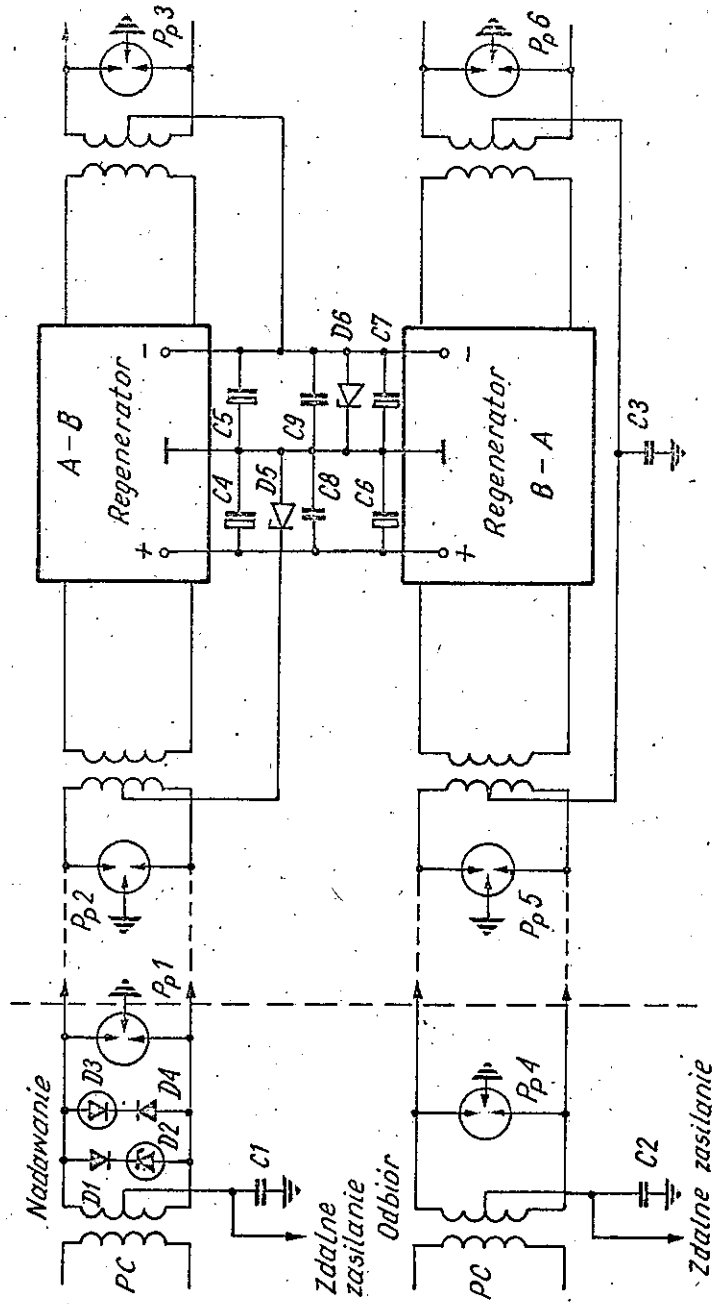 Nadawanie
D1
D3
D2
D4
PC
C1
Zdalne
zasilanie
Pp1
Pp2
A-B
Regenerator
+
-
C4
C5
D5
C8
C9
D6
C6
C7
Pp3
Odbiór
PC
C2
Zdalne zasilanie
Pp4
Pp5
+
-
Regenerator
B-A
C3
Pp6